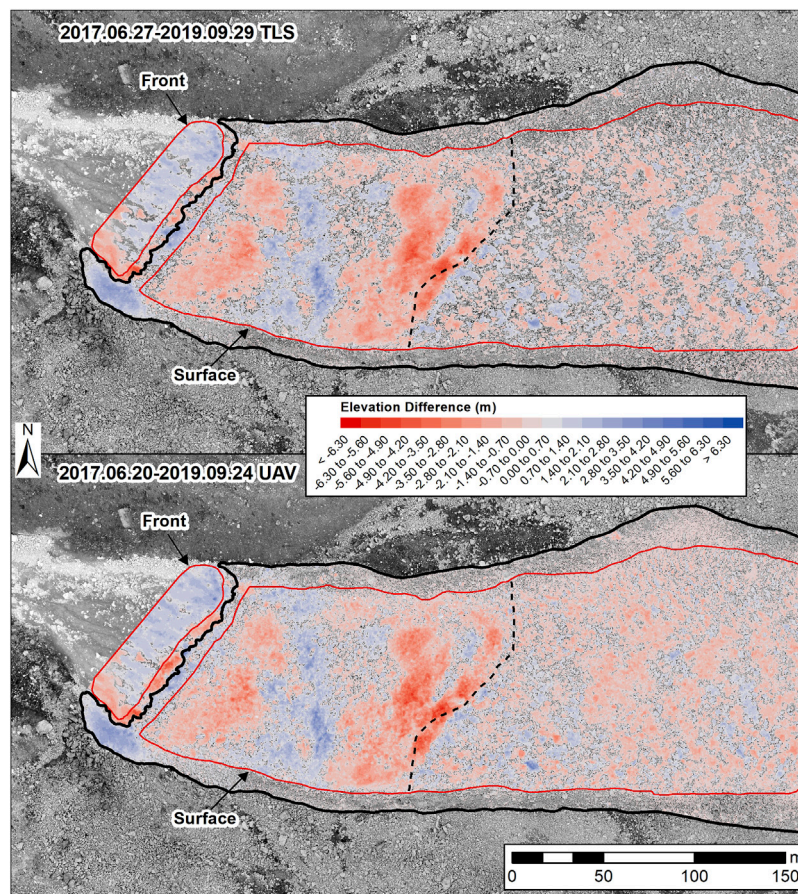 2017.06.27-2019.09.29 TLS
Front
Surface
Elevation Difference (m)
<-6.30
-6.30 to -5.60
-5.60 to -4.90
-4.90 to -4.20
-4.20 to -3.50
-3.50 to -2.80
-2.80 to -2.10
-2.10 to -1.40
-1.40 to -0.70
-0.70 to 0.00
0.00 to 0.70
0.70 to 1.40
1.40 to 2.10
2.10 to 2.80
2.80 to 3.50
3.50 to 4.20
4.20 to 4.90
4.90 to 5.60
5.60 to 6.30
> 6.30
N
2017.06.20-2019.09.24 UAV
Front
Surface
m
0 50 100 150